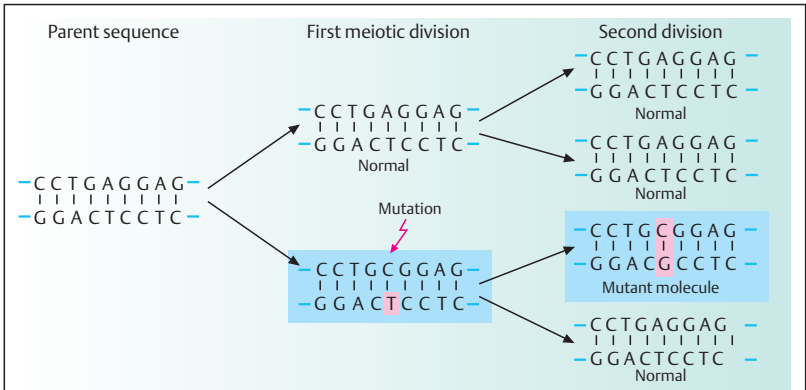 Parent sequence
First meiotic division
Second division
CCTGAGGAG
GGACTCCTC
CCTGAGGAG
GGACTCCTC
Normal
Mutation
CCTGCGGAG
GGACTCCTC
CCTGAGGAG
GGACTCCTC
Normal
CCTGAGGAG
GGACTCCTC
Normal
CCTGCGGAG
GGACGCCTC
Mutant molecule
CCTGAGGAG
GGACTCCTC
Normal